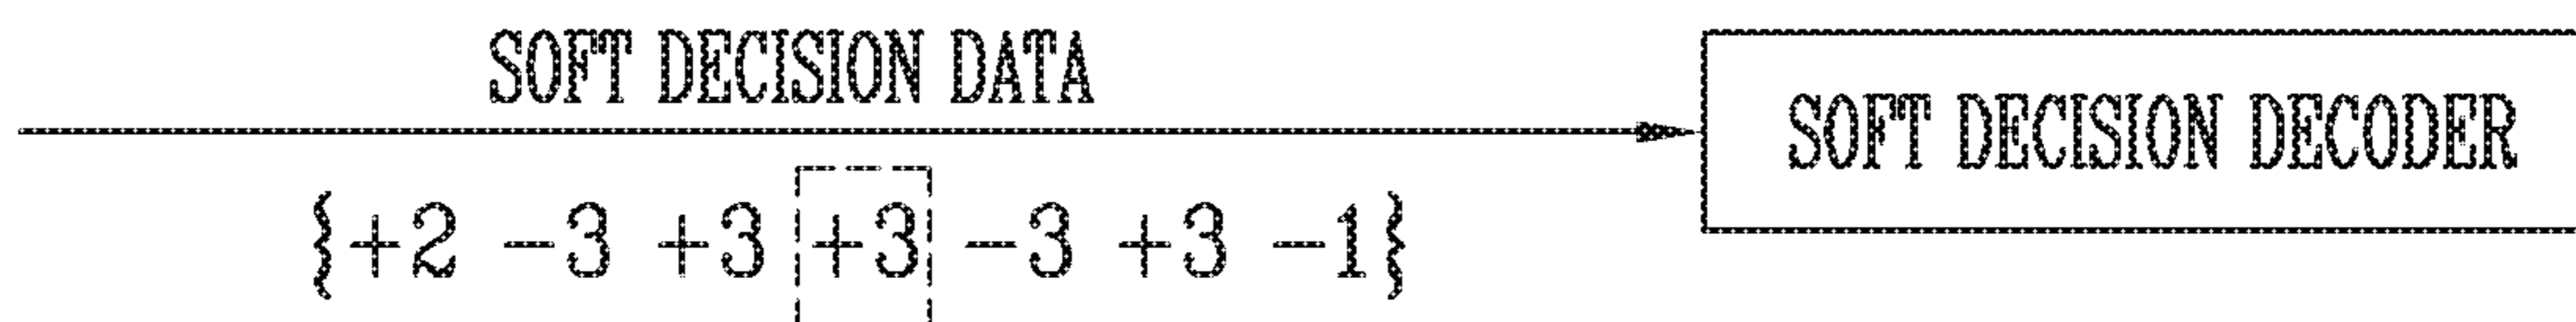 SOFT DECISION DATA
SOFT DECISION DECODER
{+2 −3 +3 +3 −3 +3 −1}